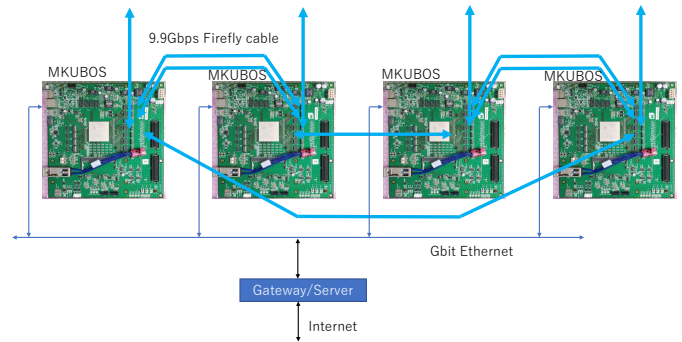 9.9Gbps Firefly cable
MKUBOS
MKUBOS
MKUBOS
MKUBOS
Gbit Ethernet
Gateway/Server
Internet